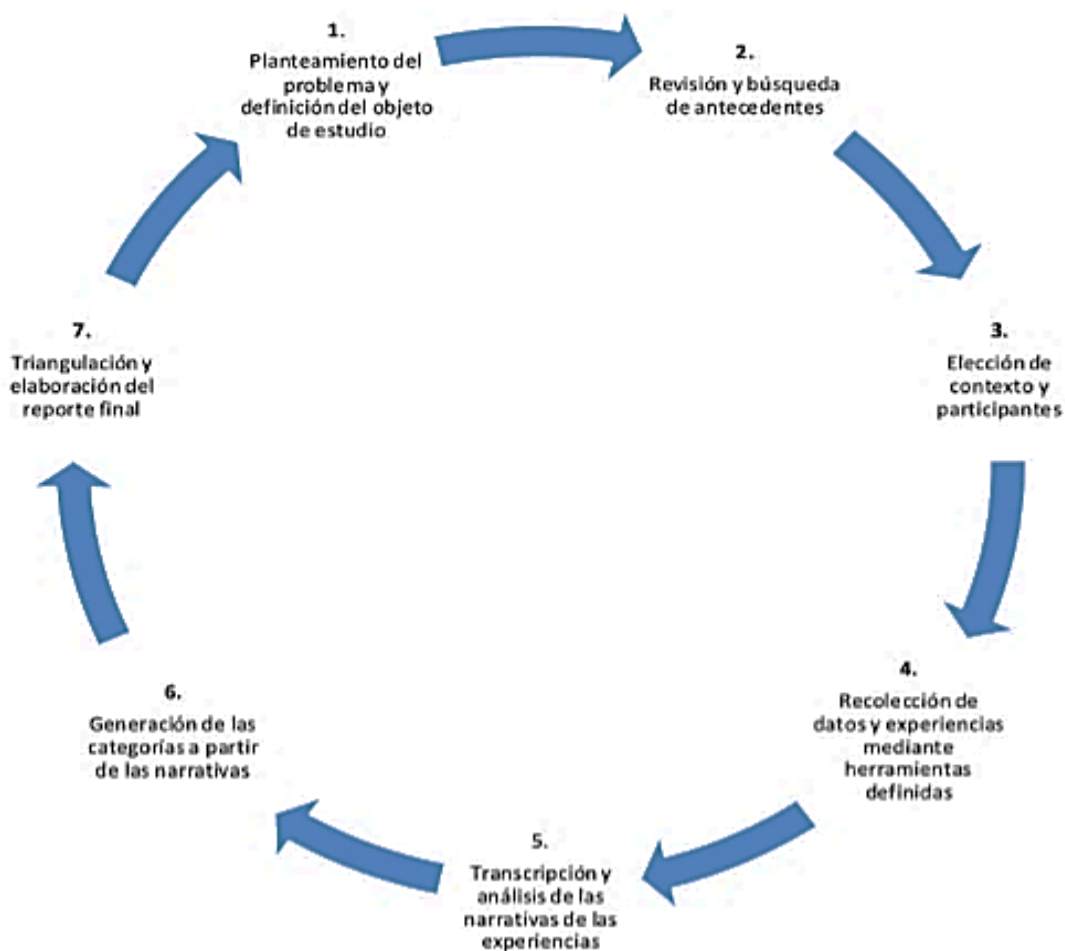 1.
Planteamiento del
problema y
definición del objeto
de estudio
2.
Revisión y búsqueda
de antecedentes
3.
Elección de
contexto y
participantes
4.
Recolección de
datos y experiencias
mediante
herramientas
definidas
5.
Transcripción y
análisis de las
narrativas de las
experiencias
6.
Generación de las
categorías a partir
de las narrativas
7.
Triangulación y
elaboración del
reporte final